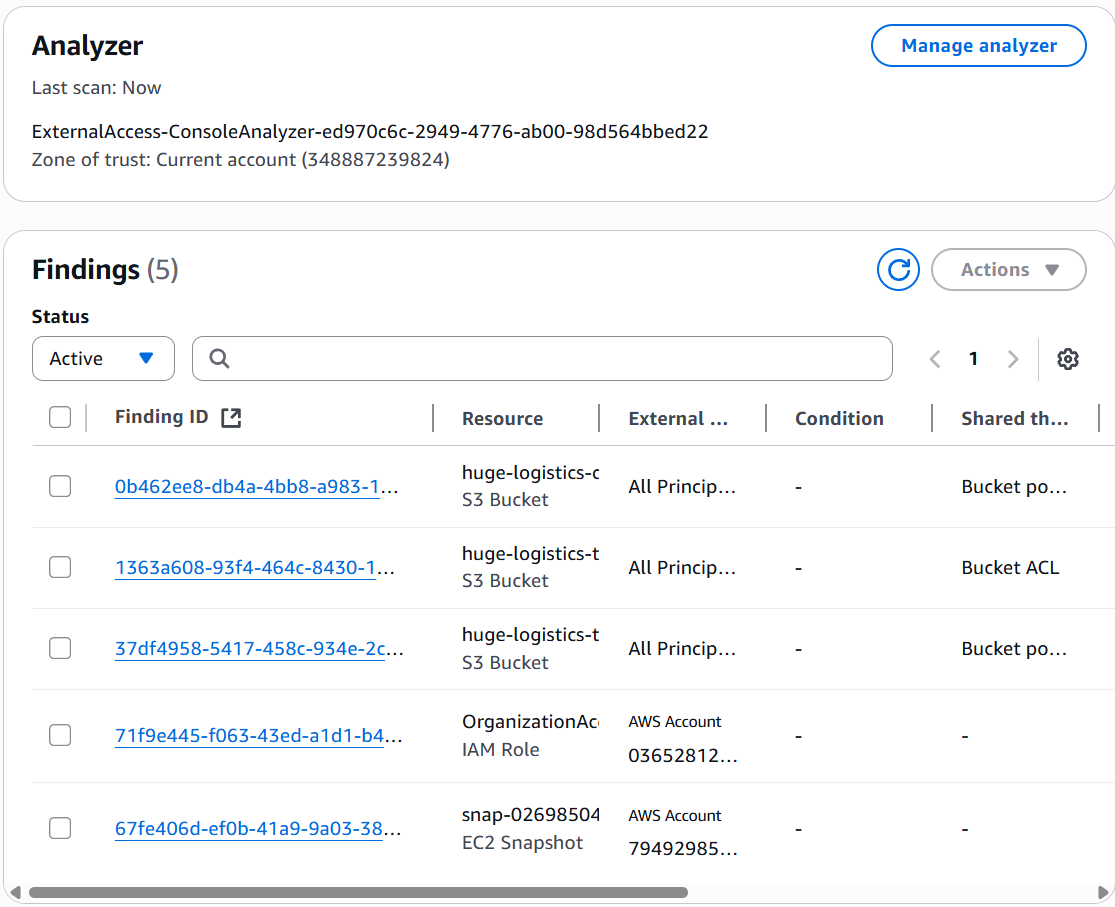 Analyzer
Manage analyzer
Last scan: Now
ExternalAccess-ConsoleAnalyzer-ed970c6c-2949-4776-ab00-98d564bbed22
Zone of trust: Current account (348887239824)
Findings (5)
Actions
Status
Active
1
Finding ID Resource External ... Condition Shared th...
0b462ee8-db4a-4bb8-a983-1... huge-logistics-c All Princip... - Bucket po...
S3 Bucket
1363a608-93f4-464c-8430-1... huge-logistics-t All Princip... - Bucket ACL
S3 Bucket
37df4958-5417-458c-934e-2c... huge-logistics-t All Princip... - Bucket po...
S3 Bucket
71f9e445-f063-43ed-a1d1-b4... OrganizationAcc AWS Account - -
IAM Role 03652812...
67fe406d-ef0b-41a9-9a03-38... snap-02698504 AWS Account - -
EC2 Snapshot 79492985...